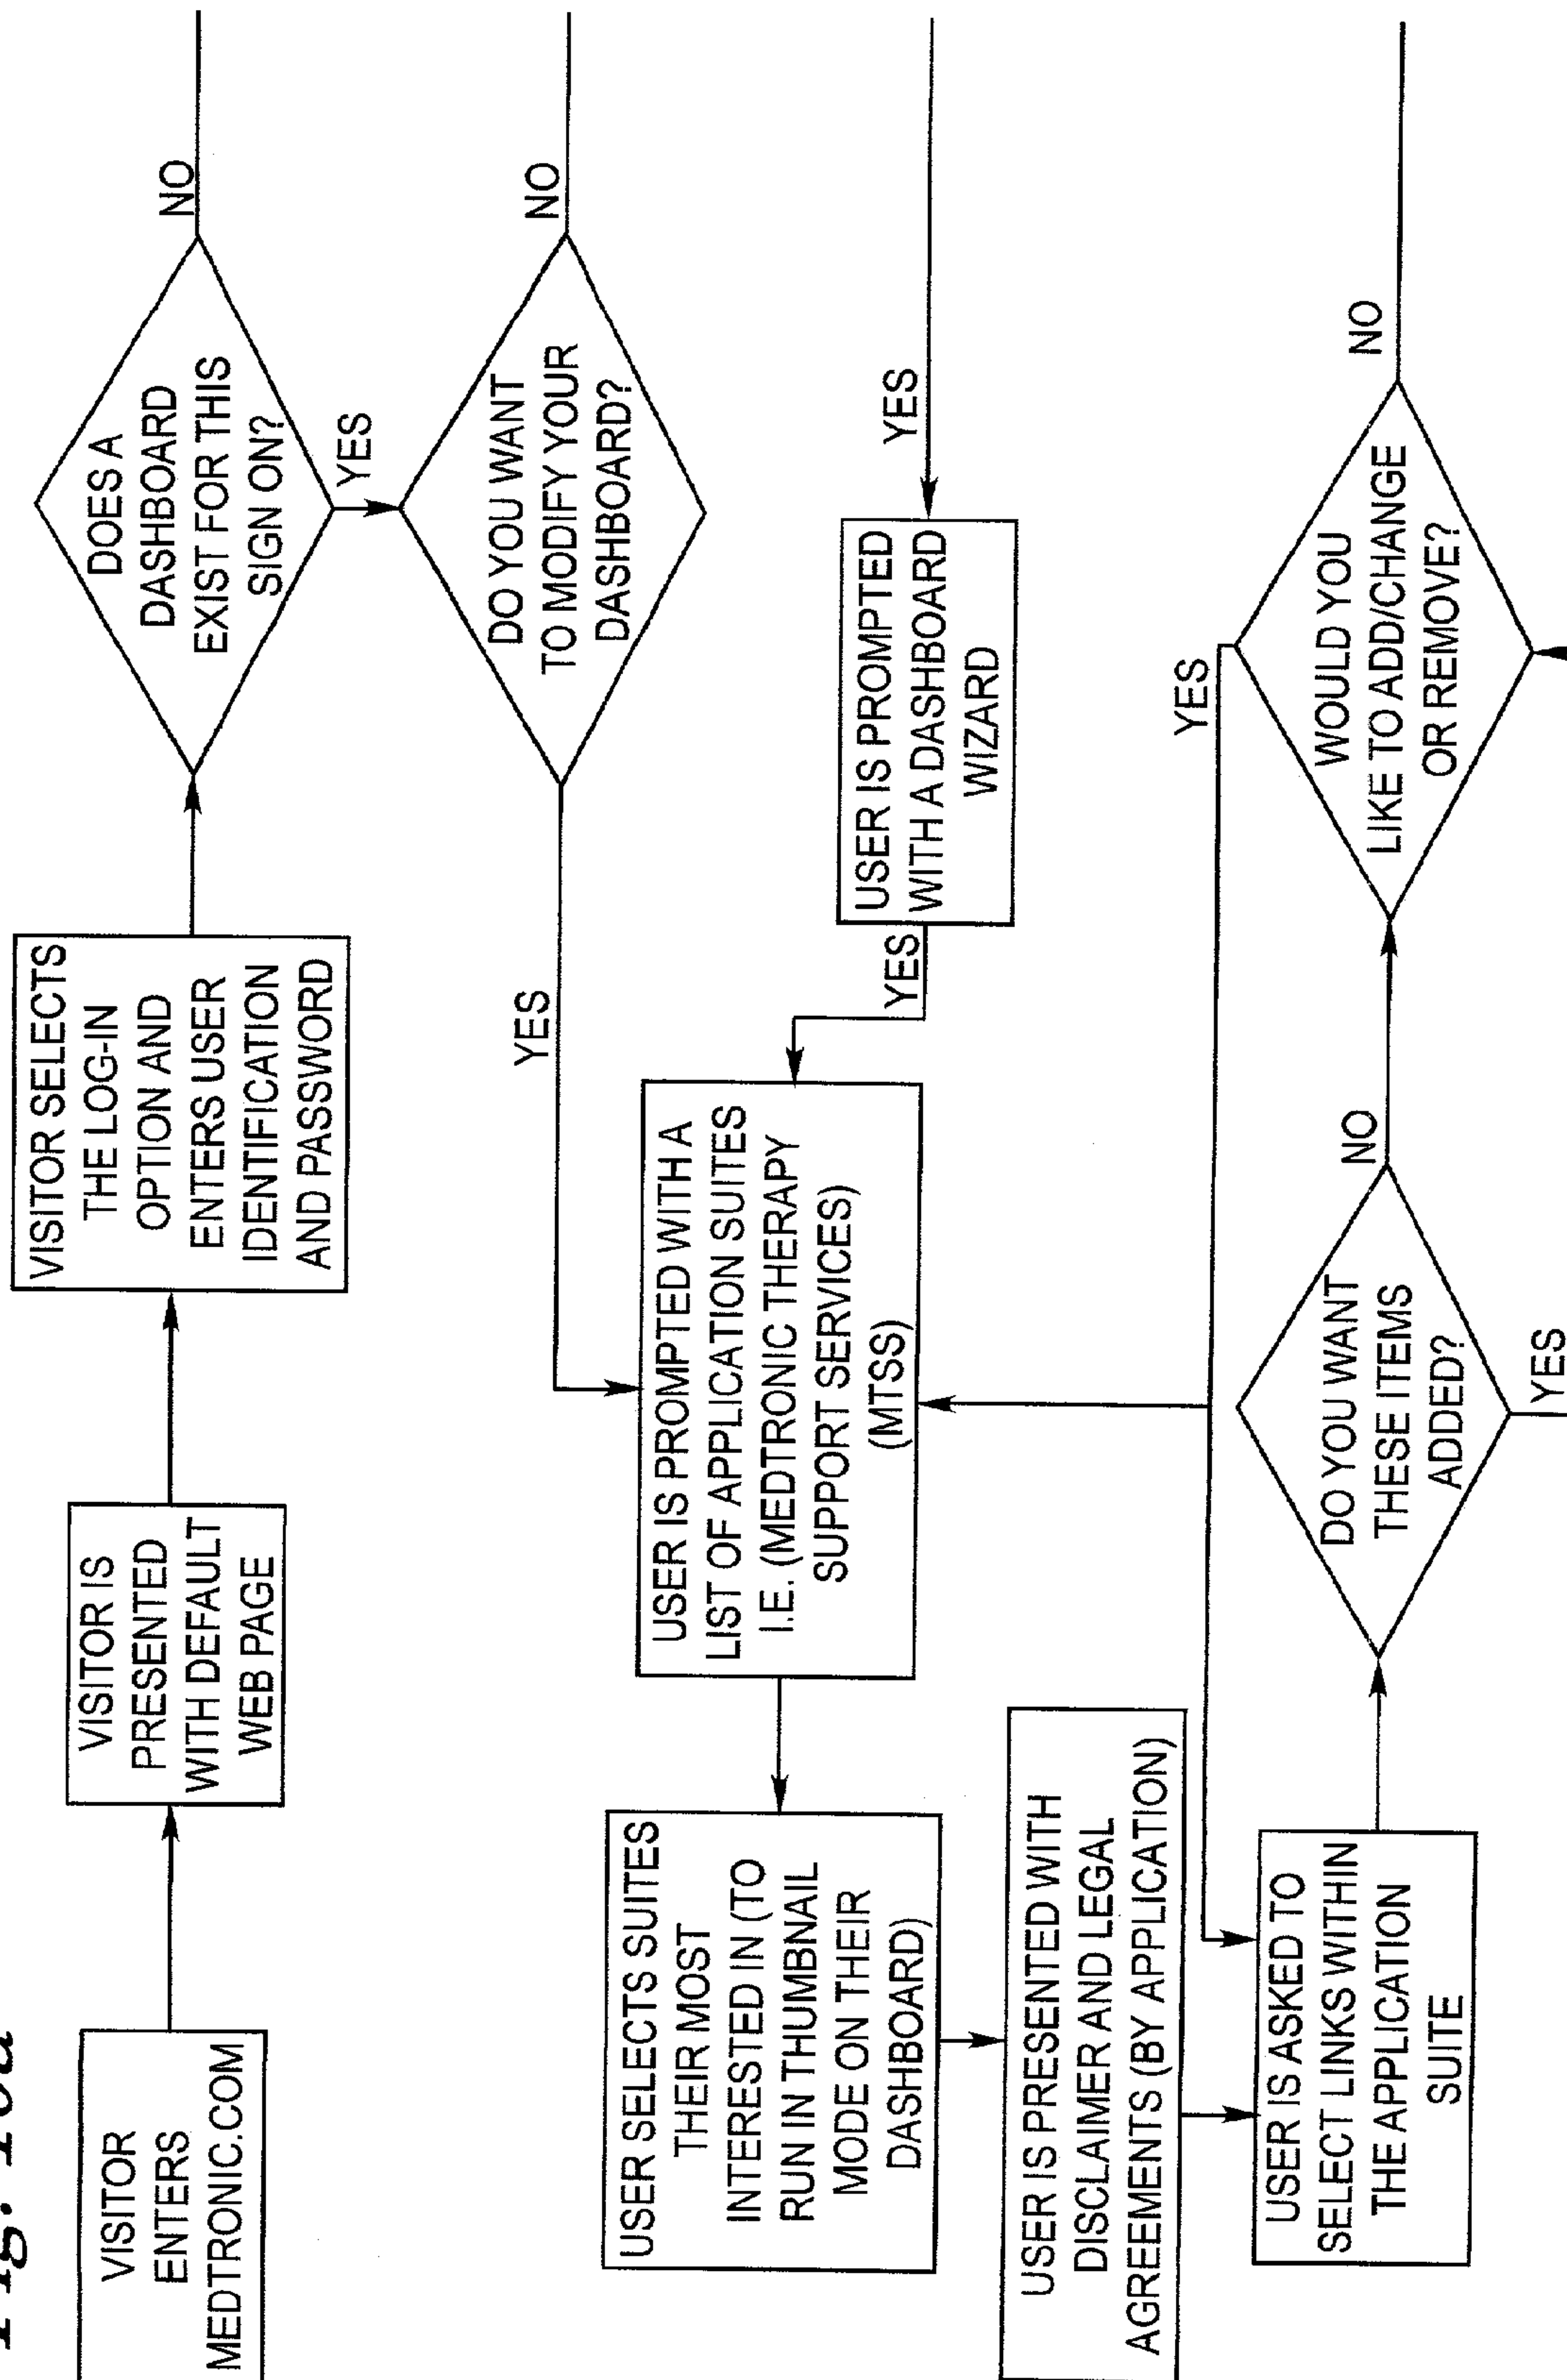 Fig. 10a
VISITOR
ENTERS
MEDTRONIC.COM
VISITOR IS
PRESENTED
WITH DEFAULT
WEB PAGE
VISITOR SELECTS
THE LOG-IN
OPTION AND
ENTERS USER
IDENTIFICATION
AND PASSWORD
DOES A
DASHBOARD
EXIST FOR THIS
SIGN ON?
NO
YES
DO YOU WANT
TO MODIFY YOUR
DASHBOARD?
NO
YES
YES
USER IS PROMPTED
WITH A DASHBOARD
WIZARD
YES
USER IS PROMPTED WITH A
LIST OF APPLICATION SUITES
I.E. (MEDTRONIC THERAPY
SUPPORT SERVICES)
(MTSS)
USER SELECTS SUITES
THEIR MOST
INTERESTED IN (TO
RUN IN THUMBNAIL
MODE ON THEIR
DASHBOARD)
USER IS PRESENTED WITH
DISCLAIMER AND LEGAL
AGREEMENTS (BY APPLICATION)
USER IS ASKED TO
SELECT LINKS WITHIN
THE APPLICATION
SUITE
DO YOU WANT
THESE ITEMS
ADDED?
NO
YES
WOULD YOU
LIKE TO ADD/CHANGE
OR REMOVE?
YES
NO